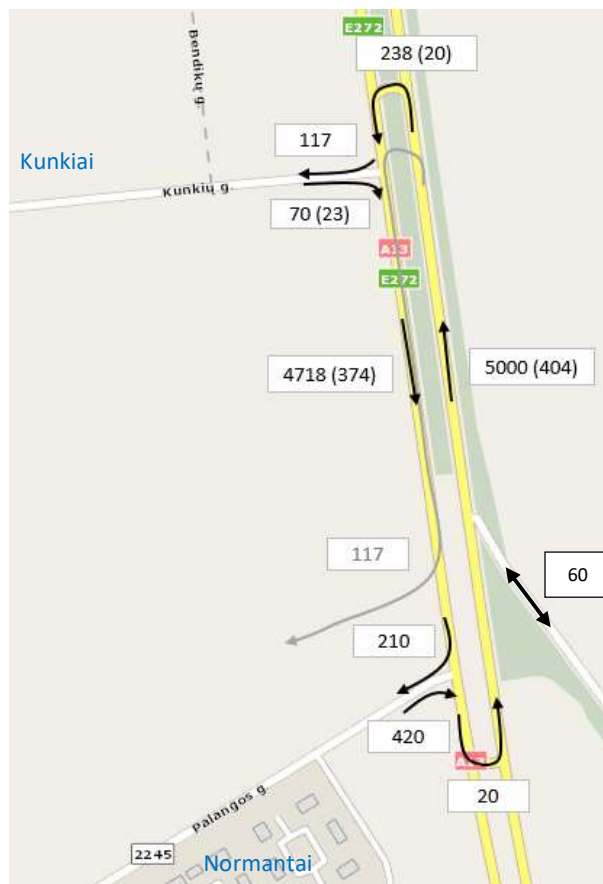 E272
238 (20)
Bendikų g.
117
Kunkiai
Kunkių g.
70 (23)
A13
E272
4718 (374)
5000 (404)
117
60
210
420
20
Palangos g.
2245
Normantai